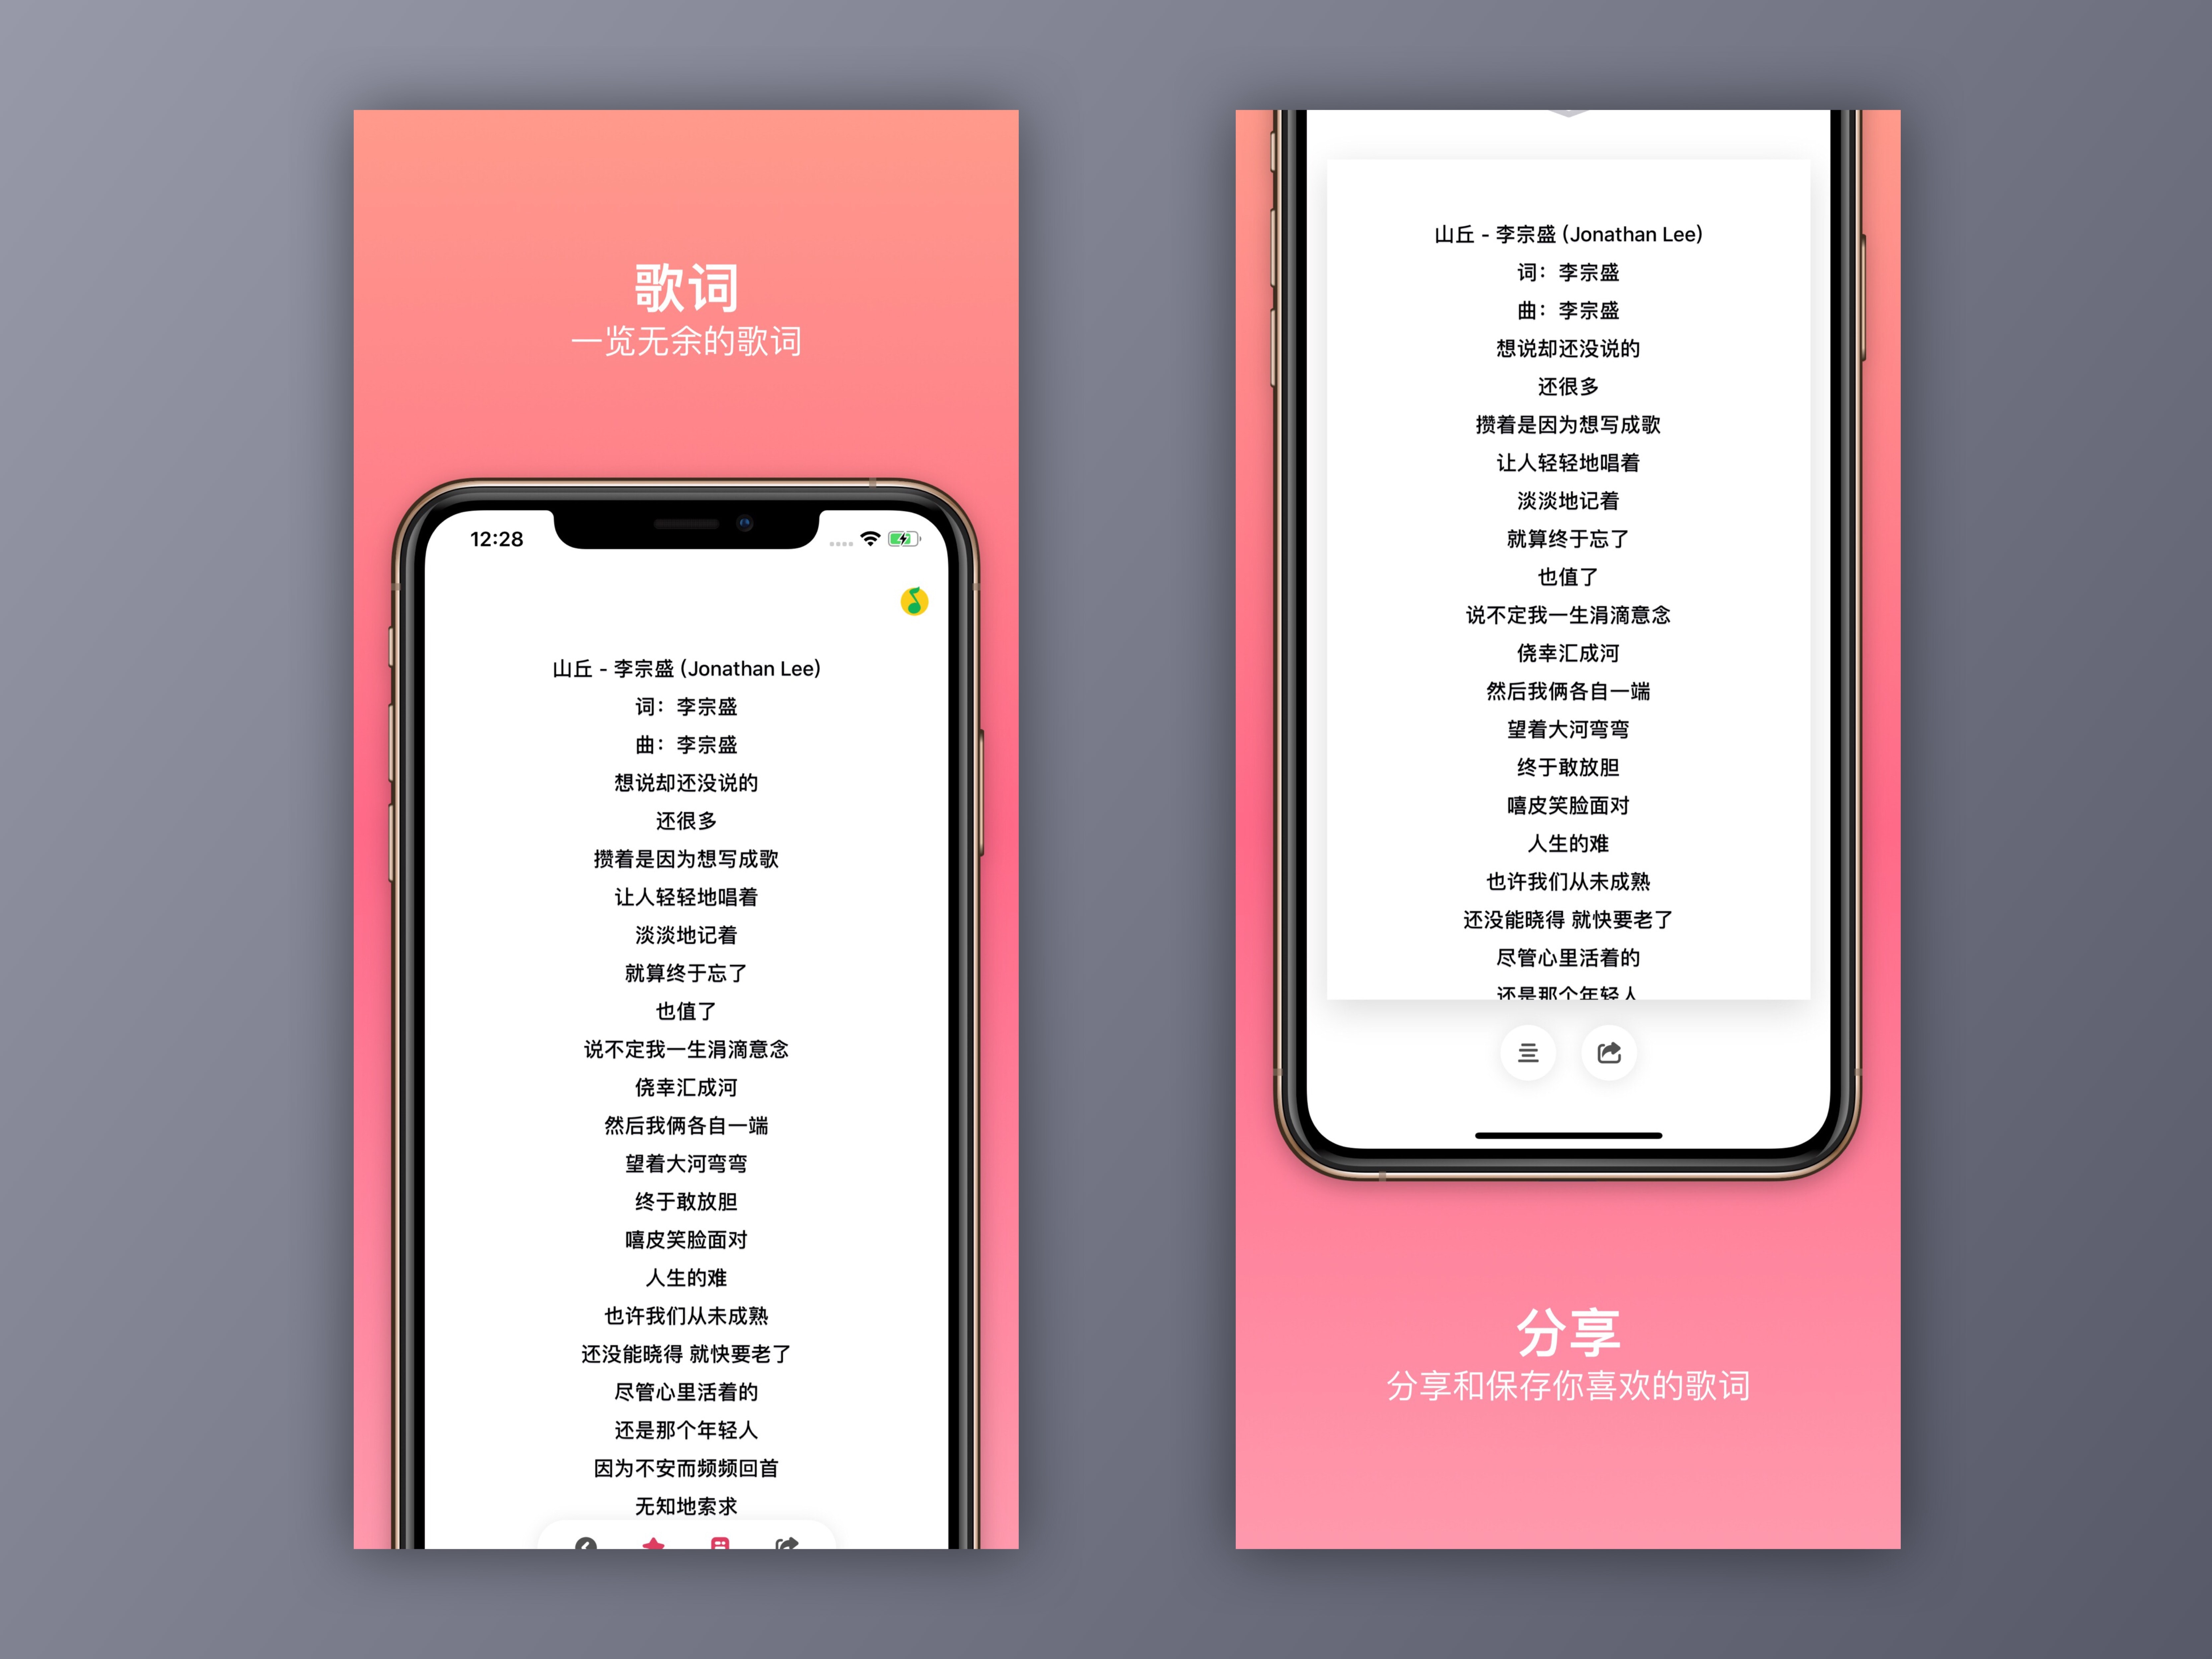 歌词
一览无余的歌词
12:28
山丘 - 李宗盛 (Jonathan Lee)
词：李宗盛
曲：李宗盛
想说却还没说的
还很多
攒着是因为想写成歌
让人轻轻地唱着
淡淡地记着
就算终于忘了
也值了
说不定我一生涓滴意念
侥幸汇成河
然后我俩各自一端
望着大河弯弯
终于敢放胆
嘻皮笑脸面对
人生的难
也许我们从未成熟
还没能晓得 就快要老了
尽管心里活着的
还是那个年轻人
因为不安而频频回首
无知地索求
山丘 - 李宗盛 (Jonathan Lee)
词：李宗盛
曲：李宗盛
想说却还没说的
还很多
攒着是因为想写成歌
让人轻轻地唱着
淡淡地记着
就算终于忘了
也值了
说不定我一生涓滴意念
侥幸汇成河
然后我俩各自一端
望着大河弯弯
终于敢放胆
嘻皮笑脸面对
人生的难
也许我们从未成熟
还没能晓得 就快要老了
尽管心里活着的
还是那个年轻人
分享
分享和保存你喜欢的歌词